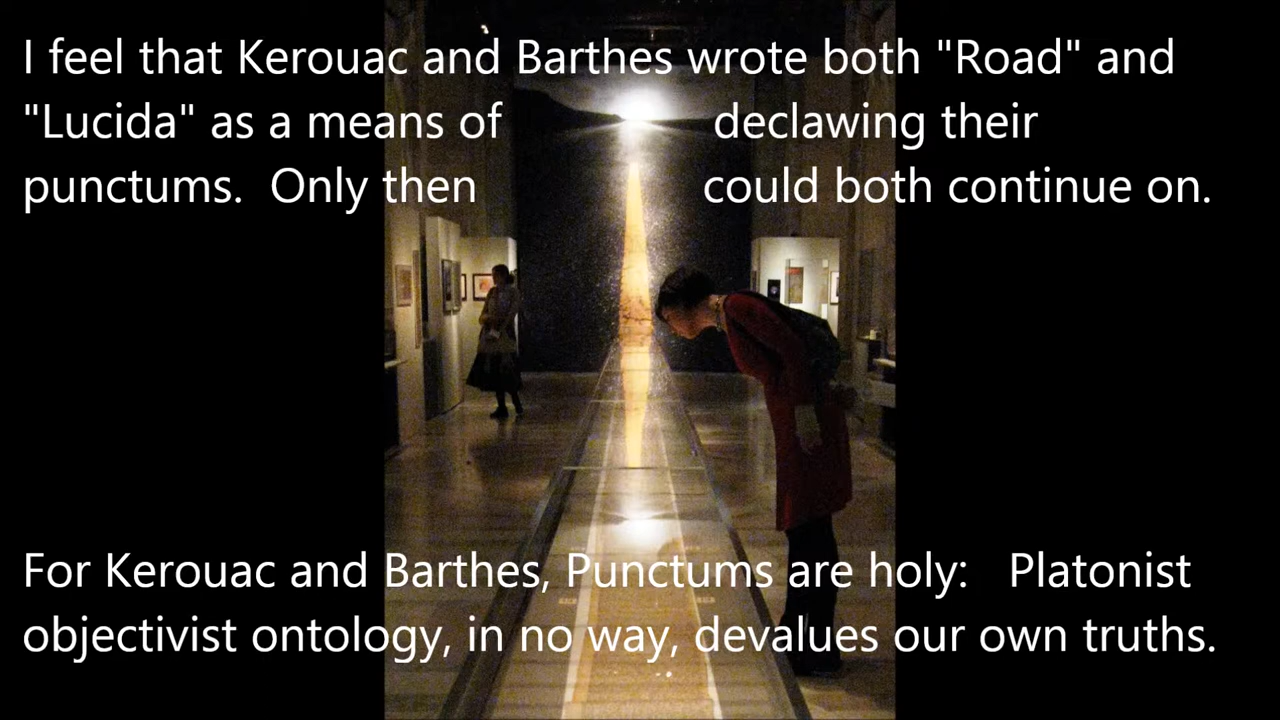 I feel that Kerouac and Barthes wrote both "Road" and
"Lucida" as a means of declawing their
punctums. Only then could both continue on.
For Kerouac and Barthes, Punctums are holy: Platonist
objectivist ontology, in no way, devalues our own truths.